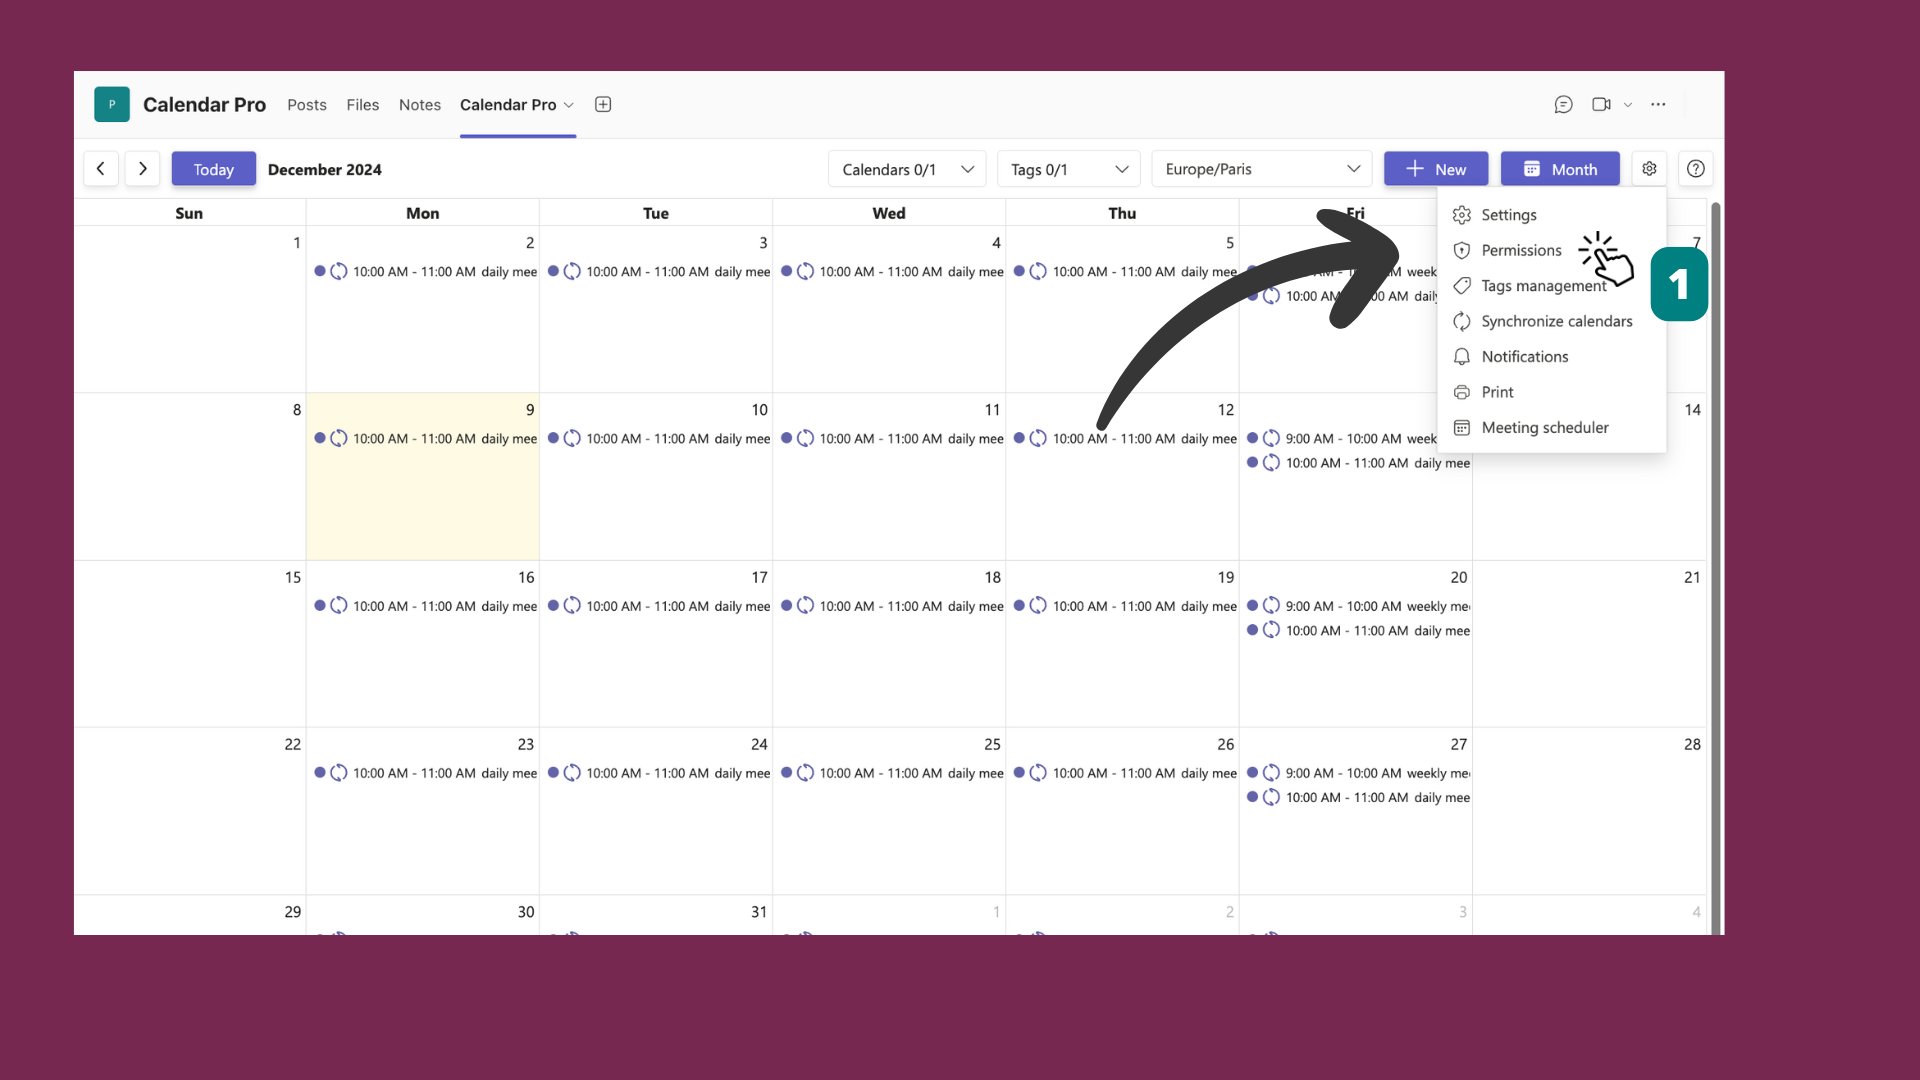 P Calendar Pro Posts Files Notes Calendar Pro
Today December 2024 Calendars 0/1 Tags 0/1 Europe/Paris New Month
Sun Mon Tue Wed Thu Fri
Settings
Permissions
Tags management
Synchronize calendars
Notifications
Print
Meeting scheduler
1
1 2 3 4 5 7
10:00 AM - 11:00 AM daily mee 10:00 AM - 11:00 AM daily mee 10:00 AM - 11:00 AM daily mee 10:00 AM - 11:00 AM daily mee AM week
10:00 AM AM daily
8 9 10 11 12 14
10:00 AM - 11:00 AM daily mee 10:00 AM - 11:00 AM daily mee 10:00 AM - 11:00 AM daily mee 10:00 AM - 11:00 AM daily mee 9:00 AM - 10:00 AM week
10:00 AM - 11:00 AM daily mee
15 16 17 18 19 20 21
10:00 AM - 11:00 AM daily mee 10:00 AM - 11:00 AM daily mee 10:00 AM - 11:00 AM daily mee 10:00 AM - 11:00 AM daily mee 9:00 AM - 10:00 AM weekly me
10:00 AM - 11:00 AM daily mee
22 23 24 25 26 27 28
10:00 AM - 11:00 AM daily mee 10:00 AM - 11:00 AM daily mee 10:00 AM - 11:00 AM daily mee 10:00 AM - 11:00 AM daily mee 9:00 AM - 10:00 AM weekly me
10:00 AM - 11:00 AM daily mee
29 30 31 1 2 3 4